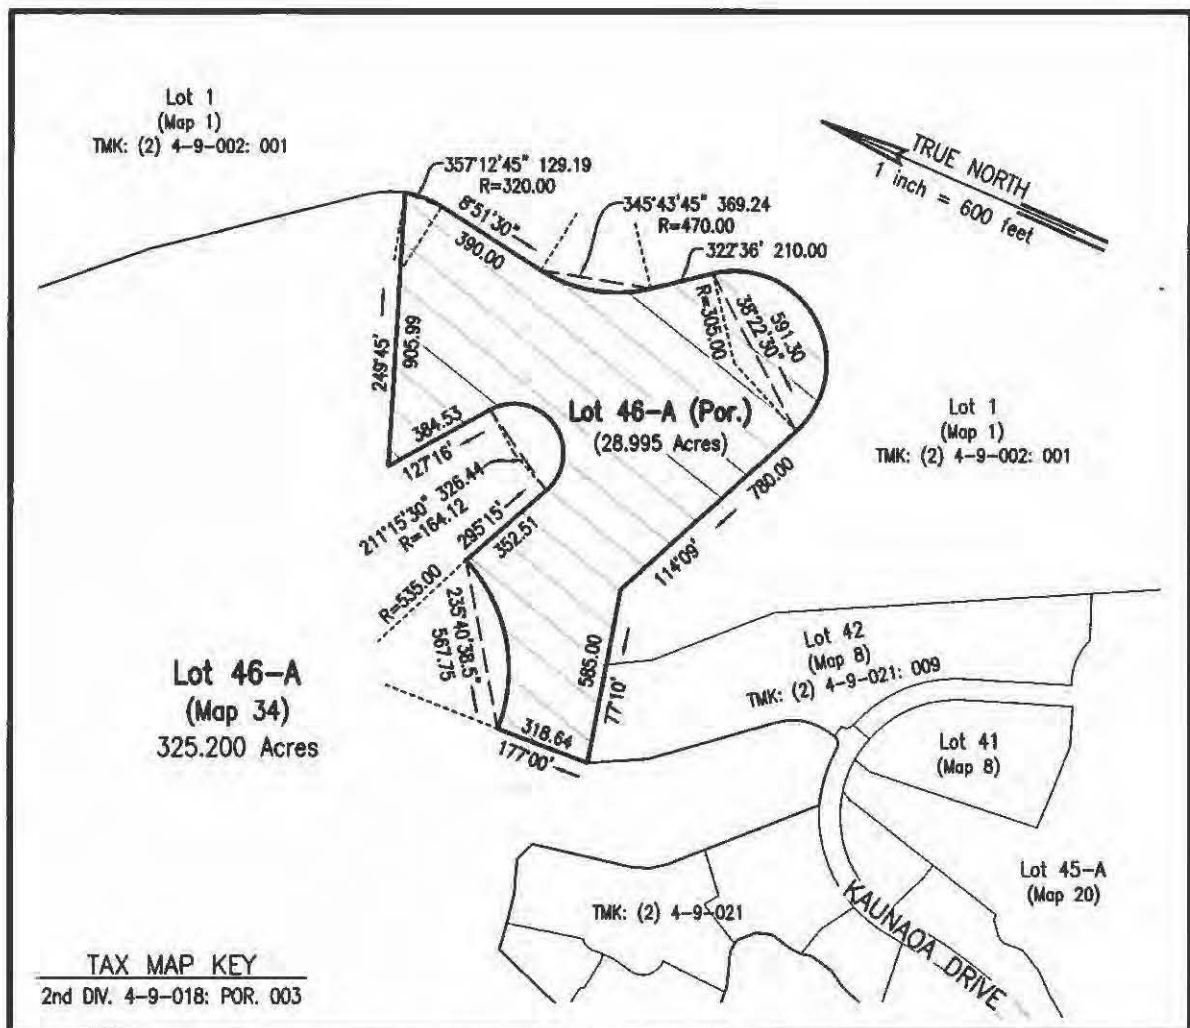 Lot 1
(Map 1)
TMK: (2) 4-9-002: 001
357°12'45" 129.19
R=320.00
8°51'30"
390.00
345°43'45" 369.24
R=470.00
322°36' 210.00
TRUE NORTH
1 inch = 600 feet
R=305.00
38°22'30"
591.30
249°45'
905.99
384.53
127°16'
Lot 46-A (Por.)
(28.995 Acres)
Lot 1
(Map 1)
TMK: (2) 4-9-002: 001
211°15'30" 326.44
R=164.12
295°15'
352.51
780.00
114°09'
R=535.00
235°40'38.5"
567.75
585.00
77°10'
318.64
177°00'
Lot 46-A
(Map 34)
325.200 Acres
Lot 42
(Map 8)
TMK: (2) 4-9-021: 009
Lot 41
(Map 8)
Lot 45-A
(Map 20)
TMK: (2) 4-9-021
KAUNAOA DRIVE
TAX MAP KEY
2nd DIV. 4-9-018: POR. 003